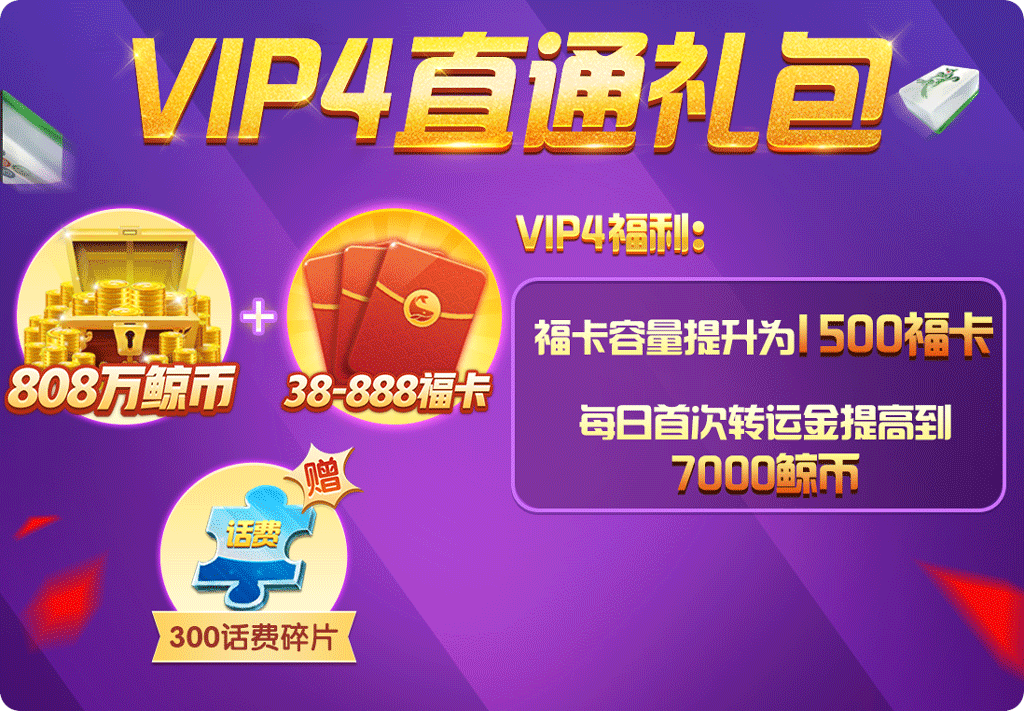 VIP4直通礼包
VIP4福利:
808万鲸币
+
38-888福卡
福卡容量提升为1500福卡
每日首次转运金提高到
7000鲸币
赠
话费
300话费碎片